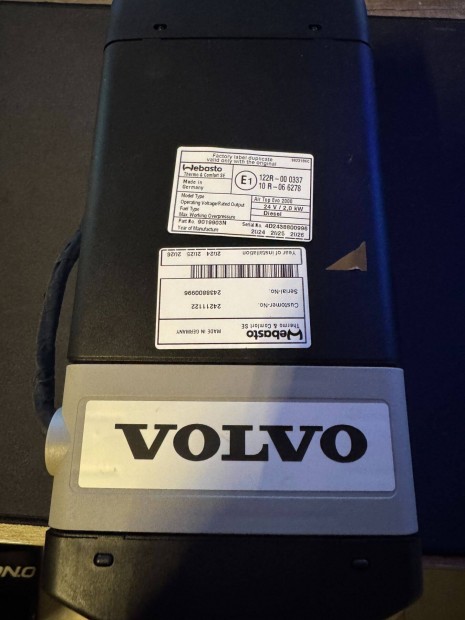 Factory label duplicate
valid only with the original
Webasto
Thermo & Comfort SE
Made in
Germany
E1
122R-00 0337
10 R-06 6278
Model Type
Air Top Evo 2000
Operating Voltage/Rated Output
24 V / 2,0 kW
Fuel Type
Diesel
Max. Working Overpressure
Part No. 9019903N
Serial No. 4D2458800996
Year of Manufacture
2024 2025 2026
Webasto
Thermo & Comfort SE
MADE IN GERMANY
Customer-No.
24211122
Serial-No.
2458800996
Year of installation
2024 2025 2026
VOLVO